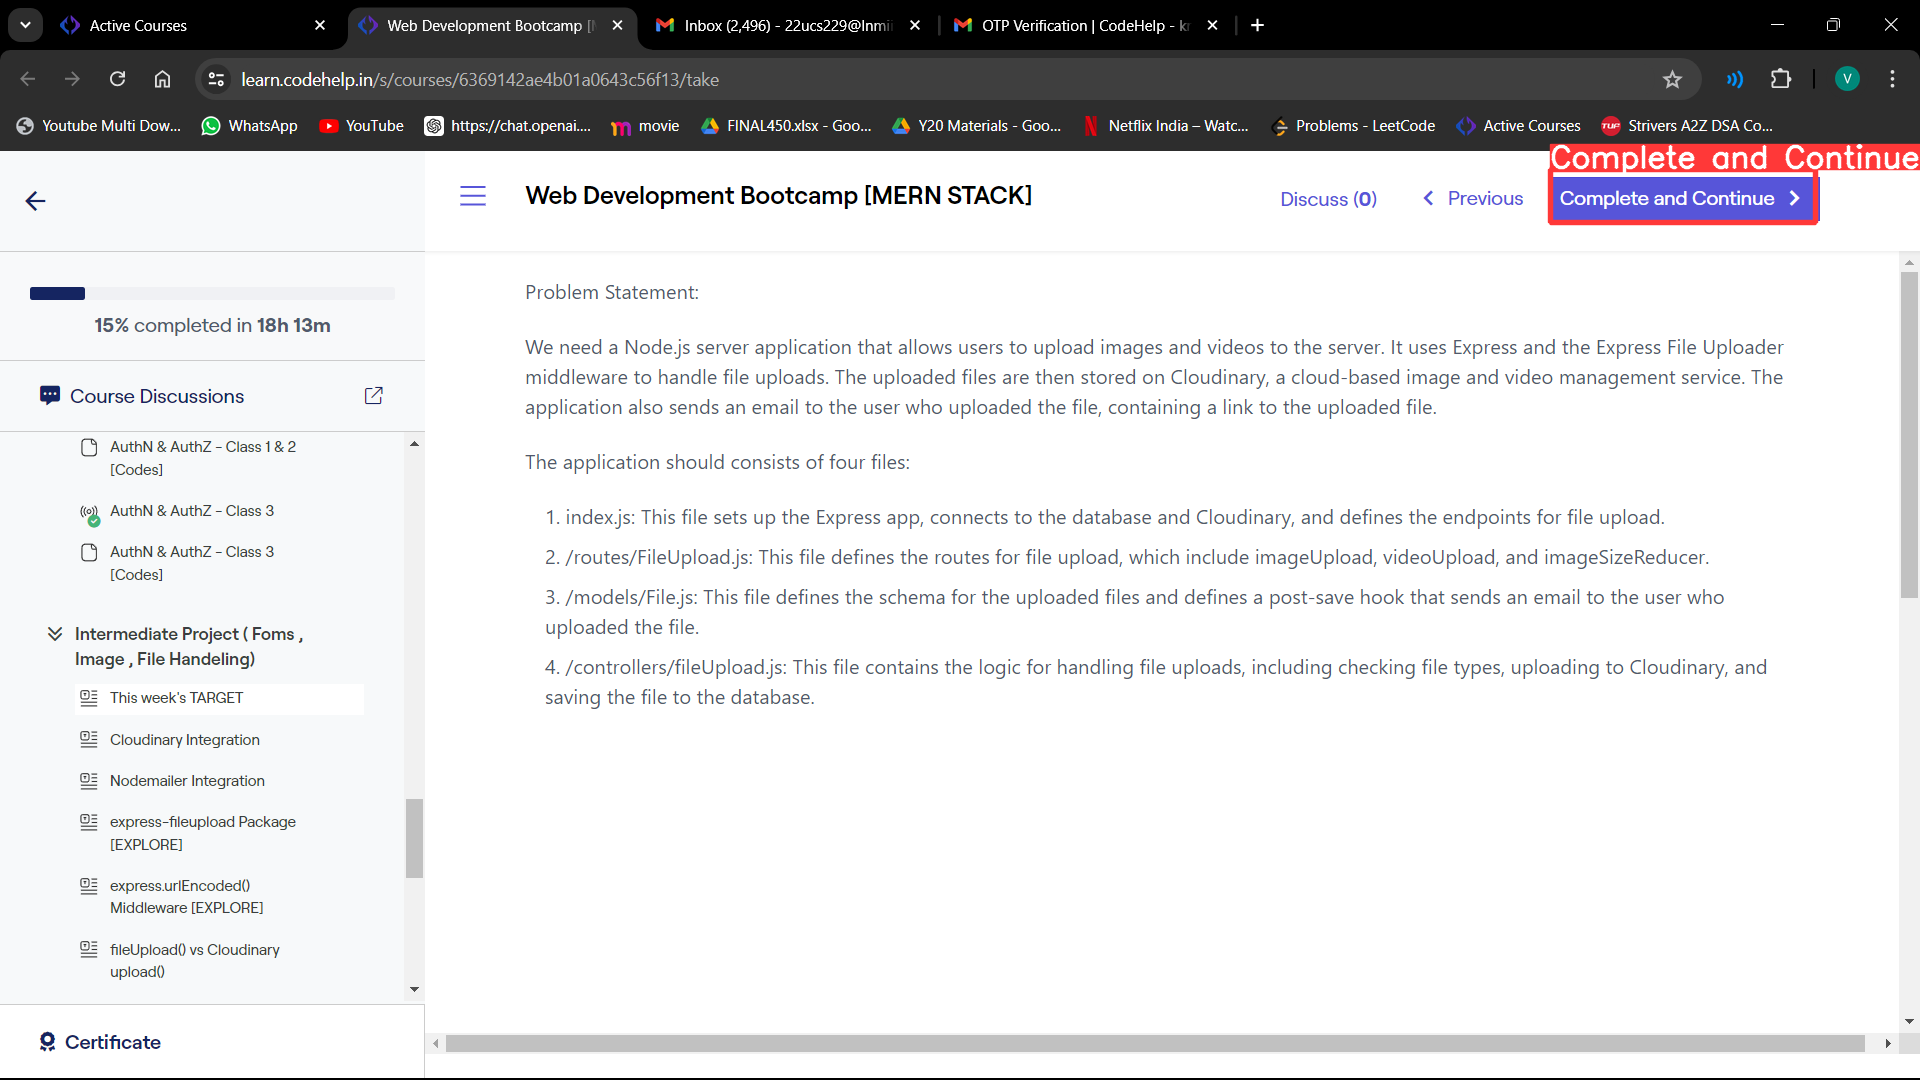 Active Courses
Web Development Bootcamp [
Inbox (2,496) - 22ucs229@lnmii
OTP Verification | CodeHelp - k
learn.codehelp.in/s/courses/6369142ae4b01a0643c56f13/take
V
Youtube Multi Dow...
WhatsApp
YouTube
https://chat.openai....
movie
FINAL450.xlsx - Goo...
Y20 Materials - Goo...
Netflix India – Watc...
Problems - LeetCode
Active Courses
TUF
Strivers A2Z DSA Co...
Complete and Continue
Web Development Bootcamp [MERN STACK]
Discuss (0)
Previous
Complete and Continue
15% completed in 18h 13m
Course Discussions
AuthN & AuthZ - Class 1 & 2
[Codes]
AuthN & AuthZ - Class 3
AuthN & AuthZ - Class 3
[Codes]
Intermediate Project ( Foms ,
Image , File Handeling)
This week's TARGET
Cloudinary Integration
Nodemailer Integration
express-fileupload Package
[EXPLORE]
express.urlEncoded()
Middleware [EXPLORE]
fileUpload() vs Cloudinary
upload()
Certificate
Problem Statement:
We need a Node.js server application that allows users to upload images and videos to the server. It uses Express and the Express File Uploader
middleware to handle file uploads. The uploaded files are then stored on Cloudinary, a cloud-based image and video management service. The
application also sends an email to the user who uploaded the file, containing a link to the uploaded file.
The application should consists of four files:
1. index.js: This file sets up the Express app, connects to the database and Cloudinary, and defines the endpoints for file upload.
2. /routes/FileUpload.js: This file defines the routes for file upload, which include imageUpload, videoUpload, and imageSizeReducer.
3. /models/File.js: This file defines the schema for the uploaded files and defines a post-save hook that sends an email to the user who
uploaded the file.
4. /controllers/fileUpload.js: This file contains the logic for handling file uploads, including checking file types, uploading to Cloudinary, and
saving the file to the database.